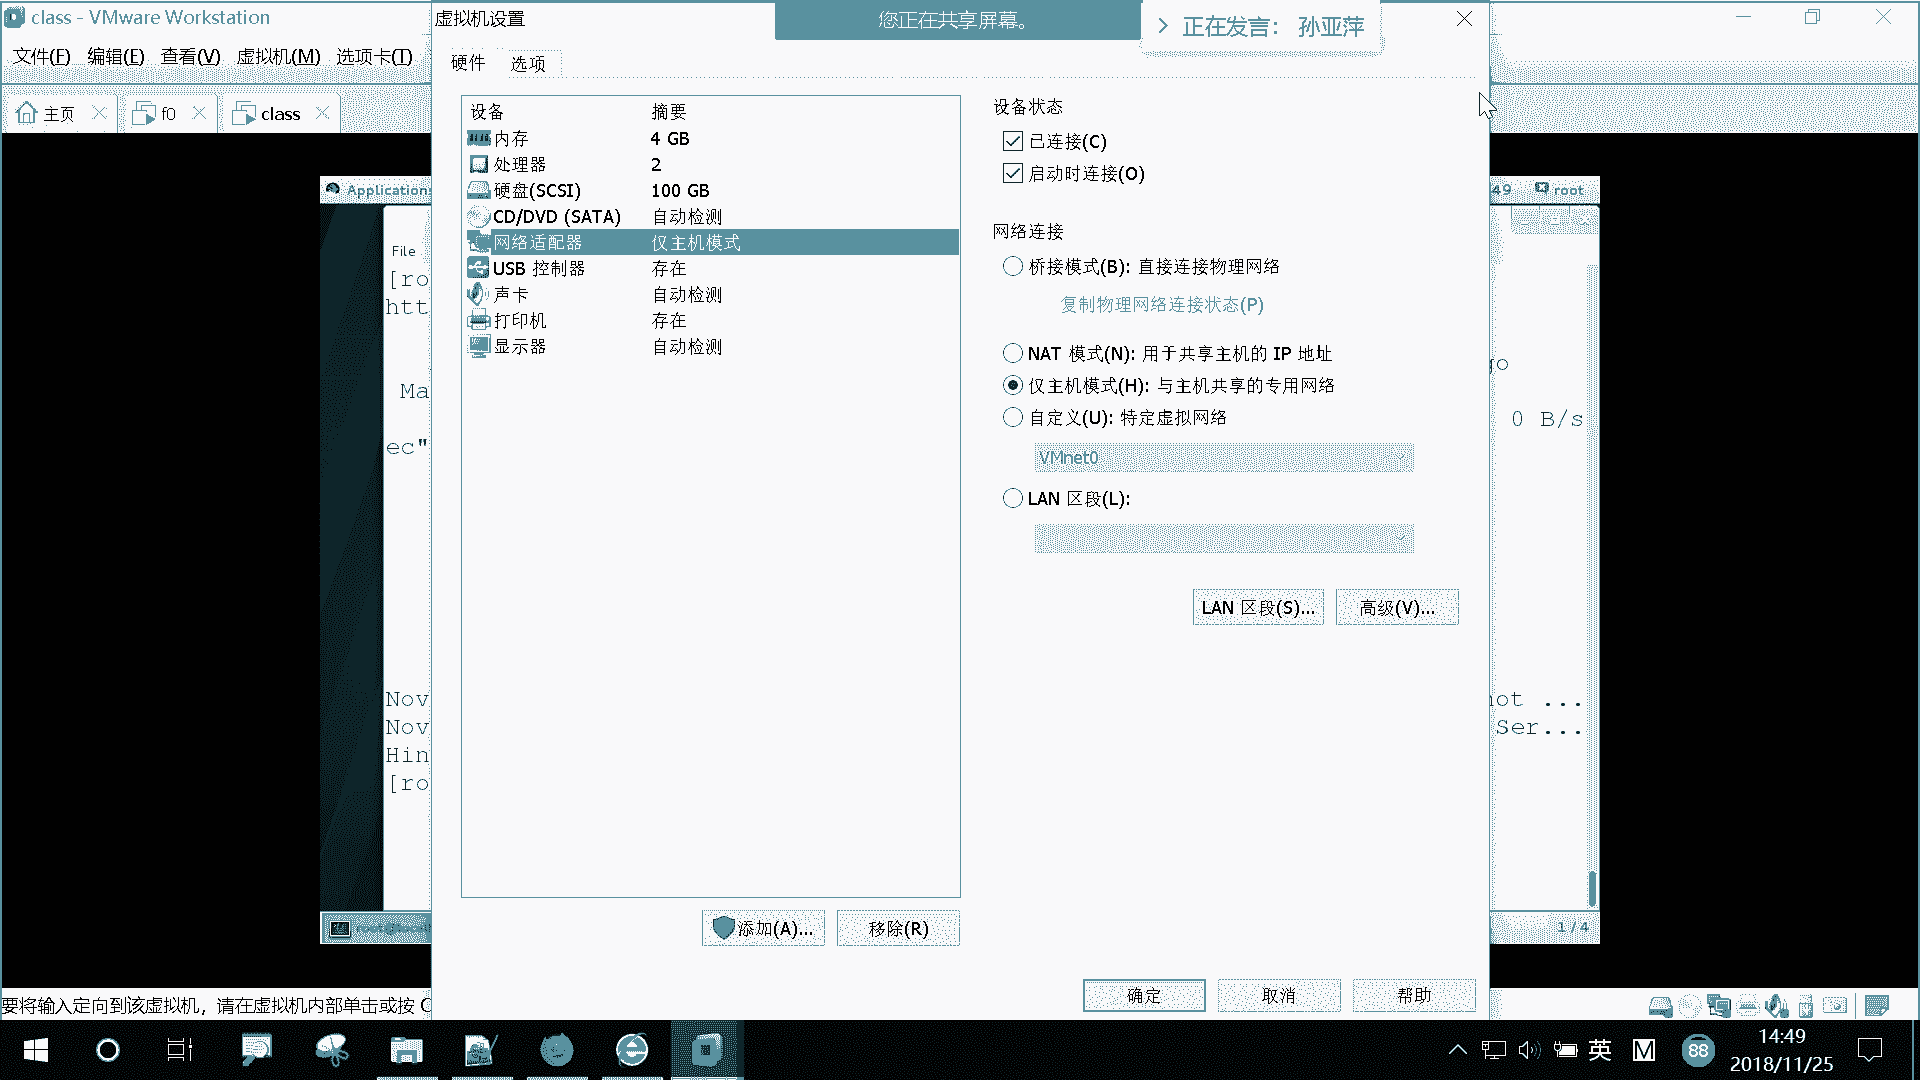 class - VMware Workstation
虚拟机设置
您正在共享屏幕。
正在发言： 孙亚萍
文件(F) 编辑(E) 查看(V) 虚拟机(M) 选项卡(T)
硬件 选项
主页
f0
class
设备 摘要
内存 4 GB
处理器 2
硬盘(SCSI) 100 GB
CD/DVD (SATA) 自动检测
网络适配器 仅主机模式
USB 控制器 存在
声卡 自动检测
打印机 存在
显示器 自动检测
设备状态
已连接(C)
启动时连接(O)
网络连接
桥接模式(B): 直接连接物理网络
复制物理网络连接状态(P)
NAT 模式(N): 用于共享主机的 IP 地址
仅主机模式(H): 与主机共享的专用网络
自定义(U): 特定虚拟网络
VMnet0
LAN 区段(L):
LAN 区段(S)... 高级(V)...
添加(A)... 移除(R)
确定 取消 帮助
Applications
49 root
File
[ro
htt
go
Ma
0 B/s
ec"
Nov
not ...
Nov
Ser...
Hin
[ro
1 / 4
要将输入定向到该虚拟机，请在虚拟机内部单击或按 C
英
M
88
14:49
2018/11/25